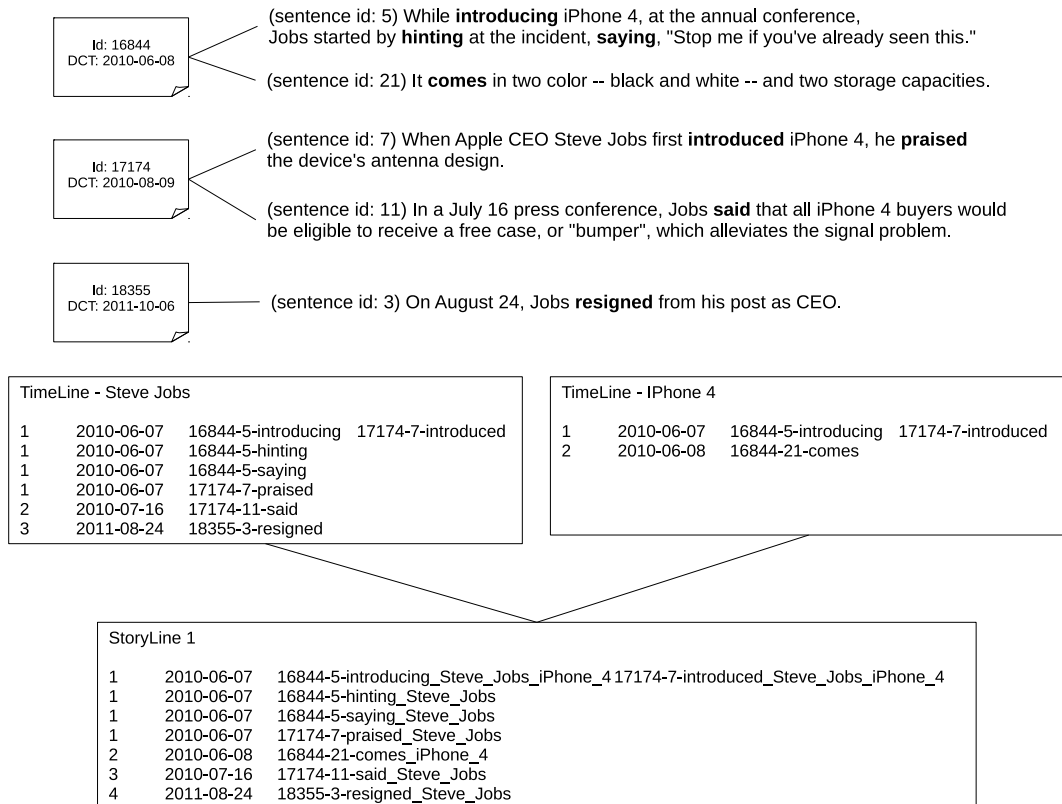 Id: 16844
DCT: 2010-06-08
(sentence id: 5) While introducing iPhone 4, at the annual conference,
Jobs started by hinting at the incident, saying, "Stop me if you've already seen this."
(sentence id: 21) It comes in two color -- black and white -- and two storage capacities.
Id: 17174
DCT: 2010-08-09
(sentence id: 7) When Apple CEO Steve Jobs first introduced iPhone 4, he praised
the device's antenna design.
(sentence id: 11) In a July 16 press conference, Jobs said that all iPhone 4 buyers would
be eligible to receive a free case, or "bumper", which alleviates the signal problem.
Id: 18355
DCT: 2011-10-06
(sentence id: 3) On August 24, Jobs resigned from his post as CEO.
TimeLine - Steve Jobs
1 2010-06-07 16844-5-introducing 17174-7-introduced
1 2010-06-07 16844-5-hinting
1 2010-06-07 16844-5-saying
1 2010-06-07 17174-7-praised
2 2010-07-16 17174-11-said
3 2011-08-24 18355-3-resigned
TimeLine - IPhone 4
1 2010-06-07 16844-5-introducing 17174-7-introduced
2 2010-06-08 16844-21-comes
StoryLine 1
1 2010-06-07 16844-5-introducing_Steve_Jobs_iPhone_4 17174-7-introduced_Steve_Jobs_iPhone_4
1 2010-06-07 16844-5-hinting_Steve_Jobs
1 2010-06-07 16844-5-saying_Steve_Jobs
1 2010-06-07 17174-7-praised_Steve_Jobs
2 2010-06-08 16844-21-comes_iPhone_4
3 2010-07-16 17174-11-said_Steve_Jobs
4 2011-08-24 18355-3-resigned_Steve_Jobs